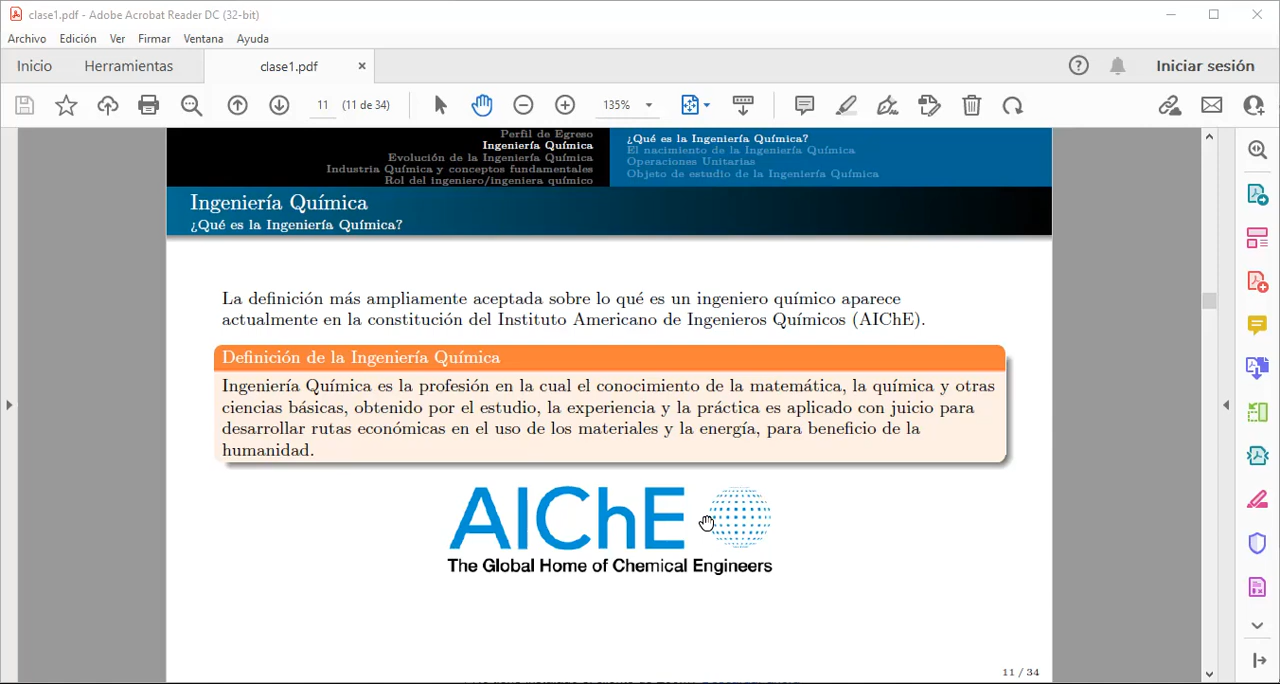 clase1.pdf - Adobe Acrobat Reader DC (32-bit)
Archivo Edición Ver Firmar Ventana Ayuda
Inicio Herramientas clase1.pdf × Iniciar sesión
11 (11 de 34) 135%
Perfil de Egreso
Ingeniería Química
Evolución de la Ingeniería Química
Industria Química y conceptos fundamentales
Rol del ingeniero/ingeniera químico
¿Qué es la Ingeniería Química?
El nacimiento de la Ingeniería Química
Operaciones Unitarias
Objeto de estudio de la Ingeniería Química
Ingeniería Química
¿Qué es la Ingeniería Química?
La definición más ampliamente aceptada sobre lo qué es un ingeniero químico aparece
actualmente en la constitución del Instituto Americano de Ingenieros Químicos (AIChE).
Definición de la Ingeniería Química
Ingeniería Química es la profesión en la cual el conocimiento de la matemática, la química y otras
ciencias básicas, obtenido por el estudio, la experiencia y la práctica es aplicado con juicio para
desarrollar rutas económicas en el uso de los materiales y la energía, para beneficio de la
humanidad.
AIChE
The Global Home of Chemical Engineers
11 / 34